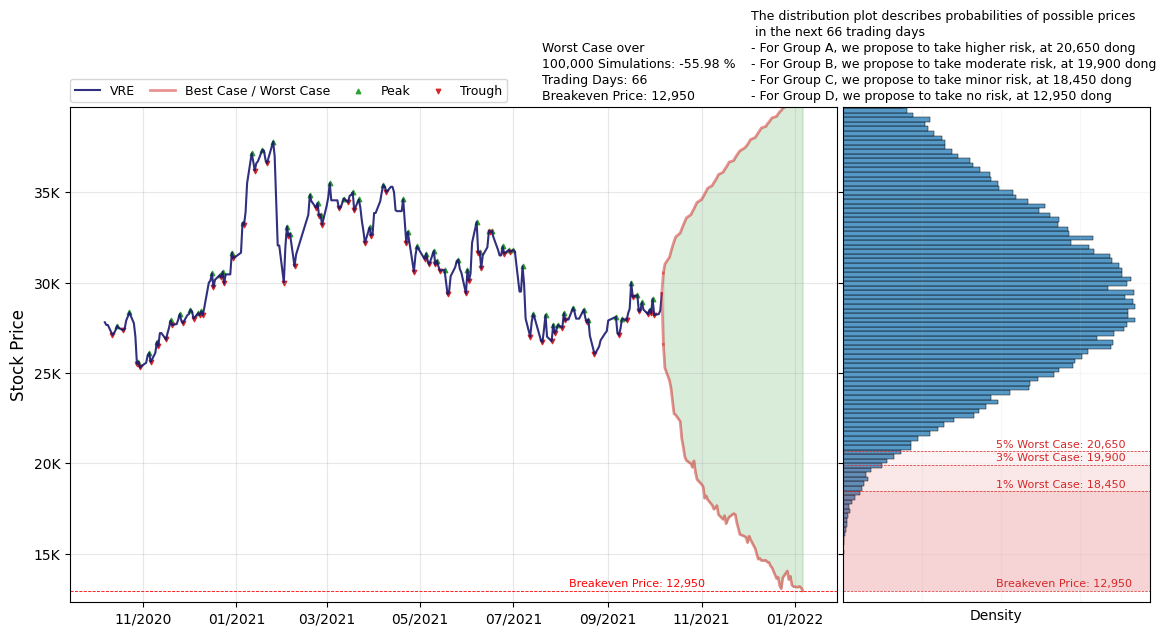 The distribution plot describes probabilities of possible prices
in the next 66 trading days
- For Group A, we propose to take higher risk, at 20,650 dong
- For Group B, we propose to take moderate risk, at 19,900 dong
- For Group C, we propose to take minor risk, at 18,450 dong
- For Group D, we propose to take no risk, at 12,950 dong
Worst Case over
100,000 Simulations: -55.98 %
Trading Days: 66
Breakeven Price: 12,950
VRE
Best Case / Worst Case
Peak
Trough
Stock Price
35K
30K
25K
20K
15K
Breakeven Price: 12,950
11/2020
01/2021
03/2021
05/2021
07/2021
09/2021
11/2021
01/2022
5% Worst Case: 20,650
3% Worst Case: 19,900
1% Worst Case: 18,450
Breakeven Price: 12,950
Density